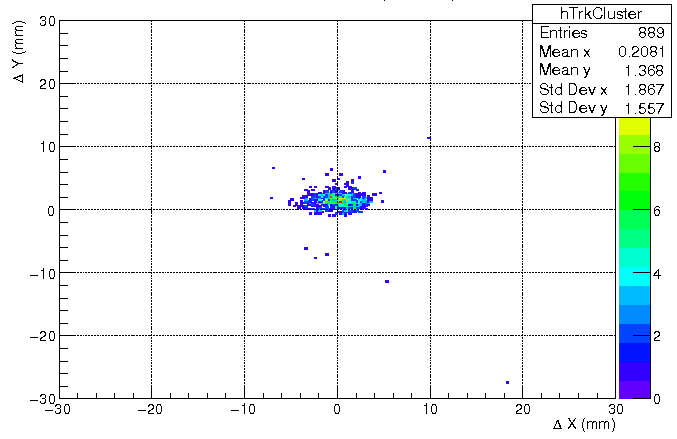 hTrkCluster
Entries 889
Mean x 0.2081
Mean y 1.368
Std Dev x 1.867
Std Dev y 1.557
Δ Y (mm)
30
20
10
0
−10
−20
−30
8
6
4
2
0
−30 −20 −10 0 10 20 30
Δ X (mm)